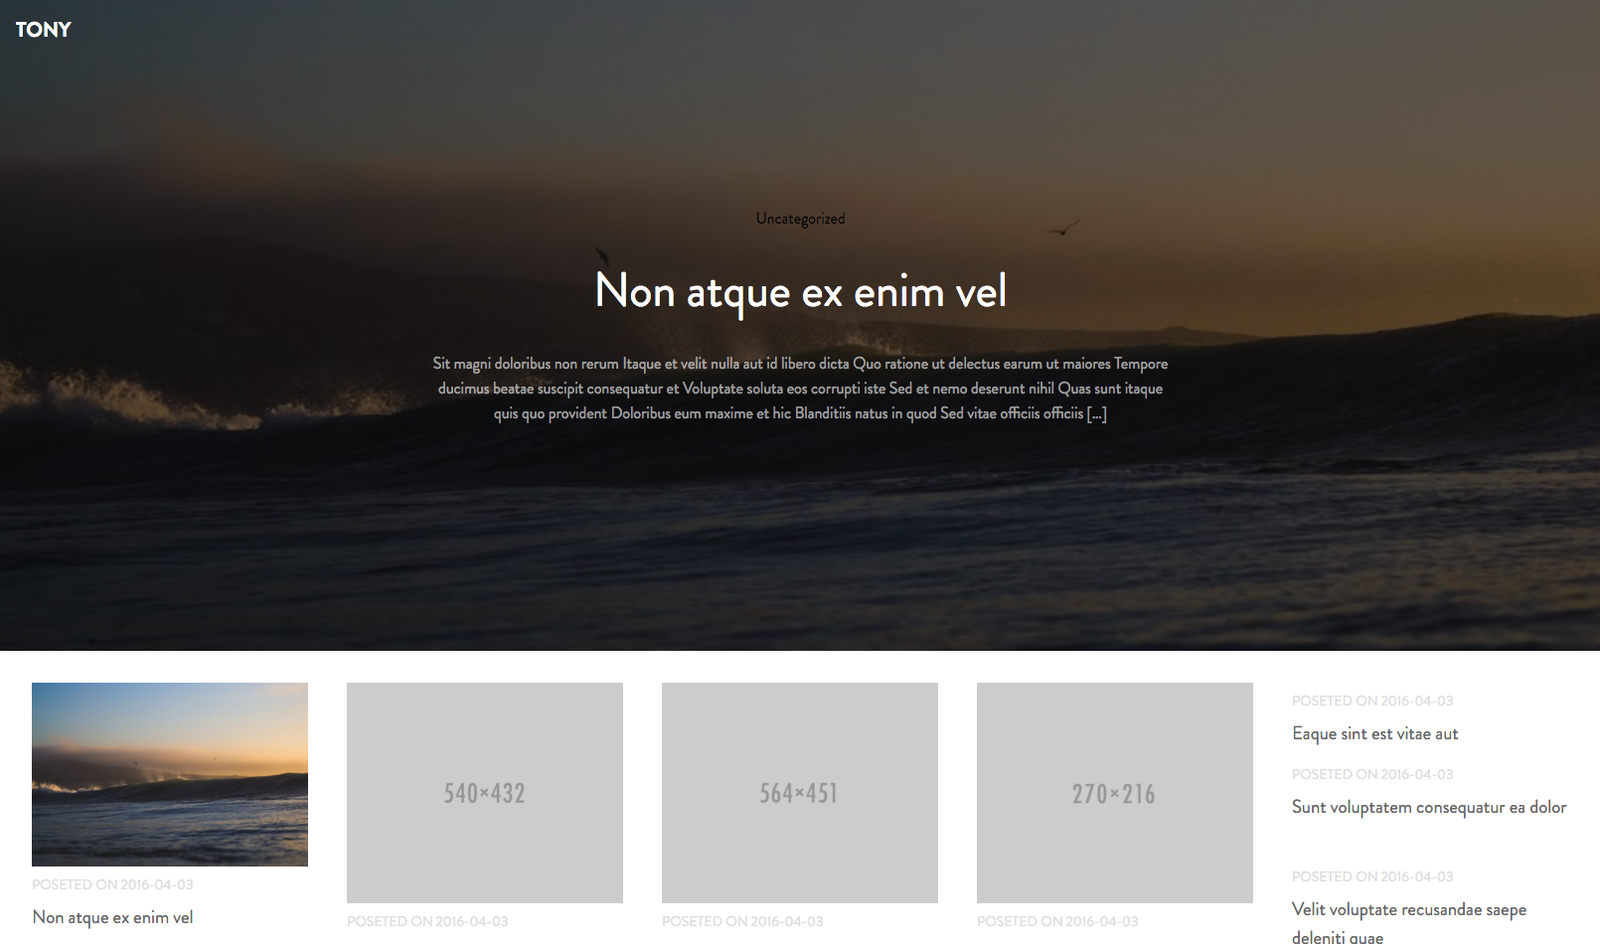 TONY
Uncategorized
Non atque ex enim vel
Sit magni doloribus non rerum Itaque et velit nulla aut id libero dicta Quo ratione ut delectus earum ut maiores Tempore
ducimus beatae suscipit consequatur et Voluptate soluta eos corrupti iste Sed et nemo deserunt nihil Quas sunt itaque
quis quo provident Doloribus eum maxime et hic Blanditiis natus in quod Sed vitae officiis officiis [...]
POSETED ON 2016-04-03
Non atque ex enim vel
540×432
POSETED ON 2016-04-03
564×451
POSETED ON 2016-04-03
270×216
POSETED ON 2016-04-03
POSETED ON 2016-04-03
Eaque sint est vitae aut
POSETED ON 2016-04-03
Sunt voluptatem consequatur ea dolor
POSETED ON 2016-04-03
Velit voluptate recusandae saepe
deleniti quae